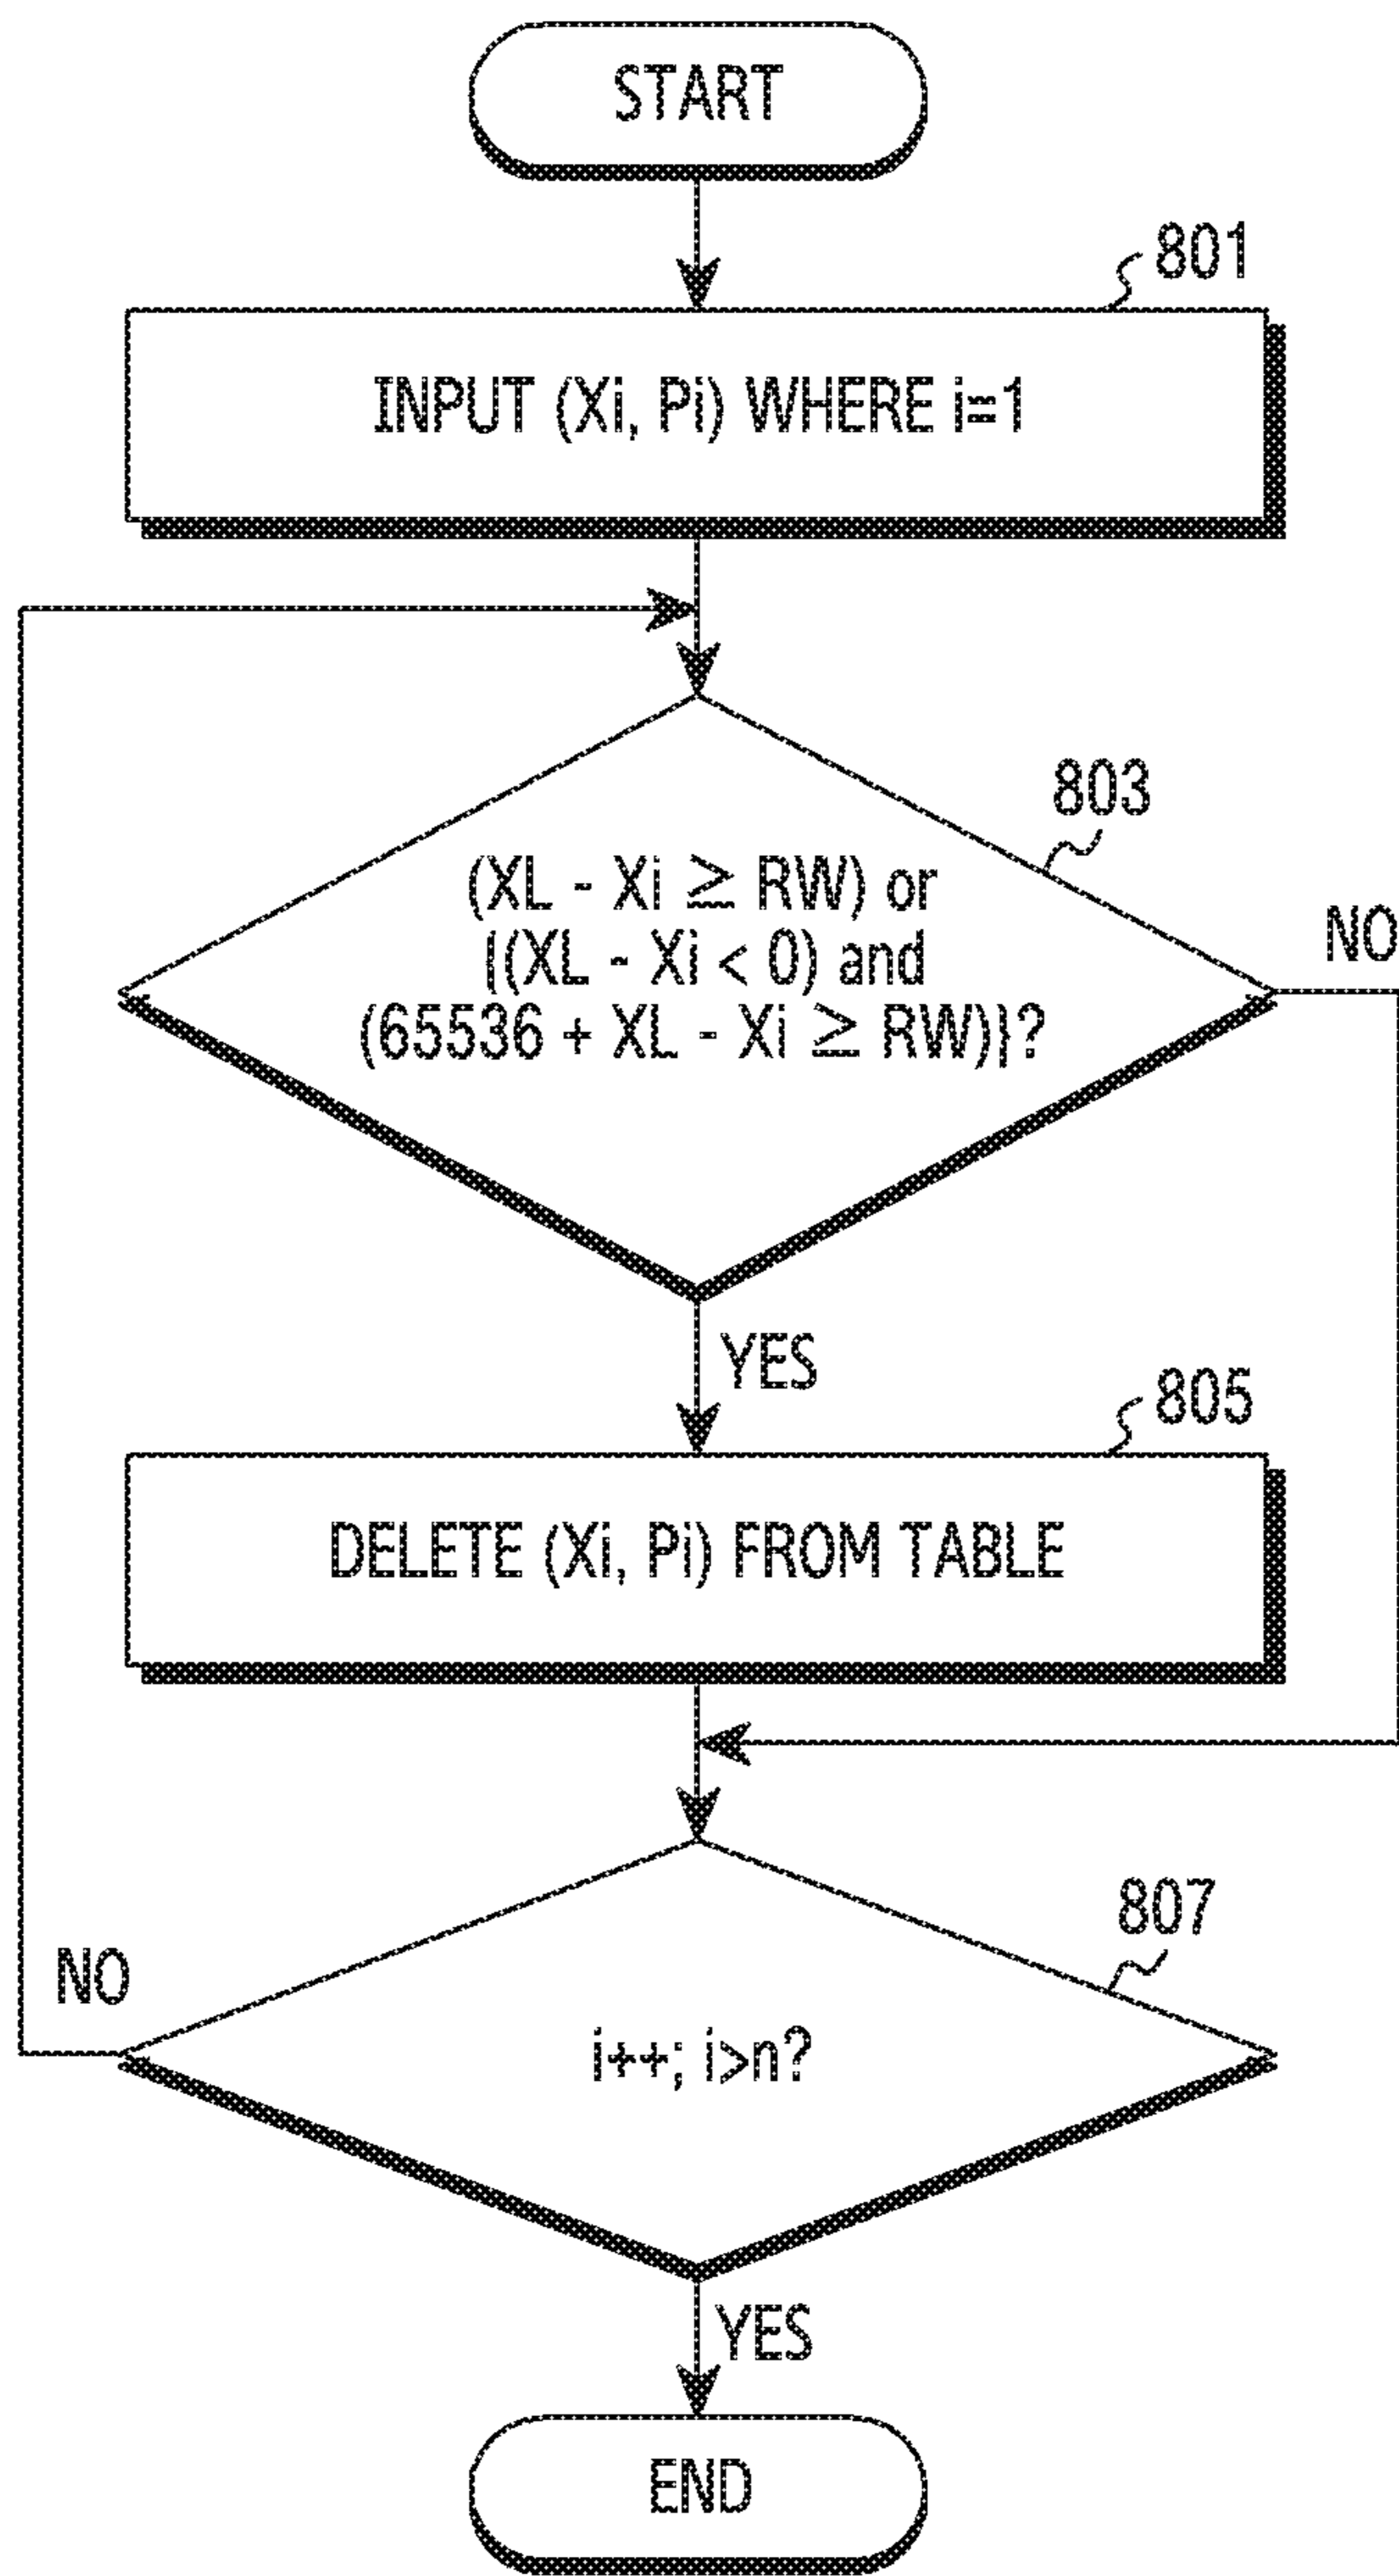 START
801
INPUT (Xi, Pi) WHERE i=1
803
(XL - Xi ≧ RW) or
{(XL - Xi < 0) and
(65536 + XL - Xi ≧ RW)}?
NO
YES
805
DELETE (Xi, Pi) FROM TABLE
807
NO
i++; i>n?
YES
END